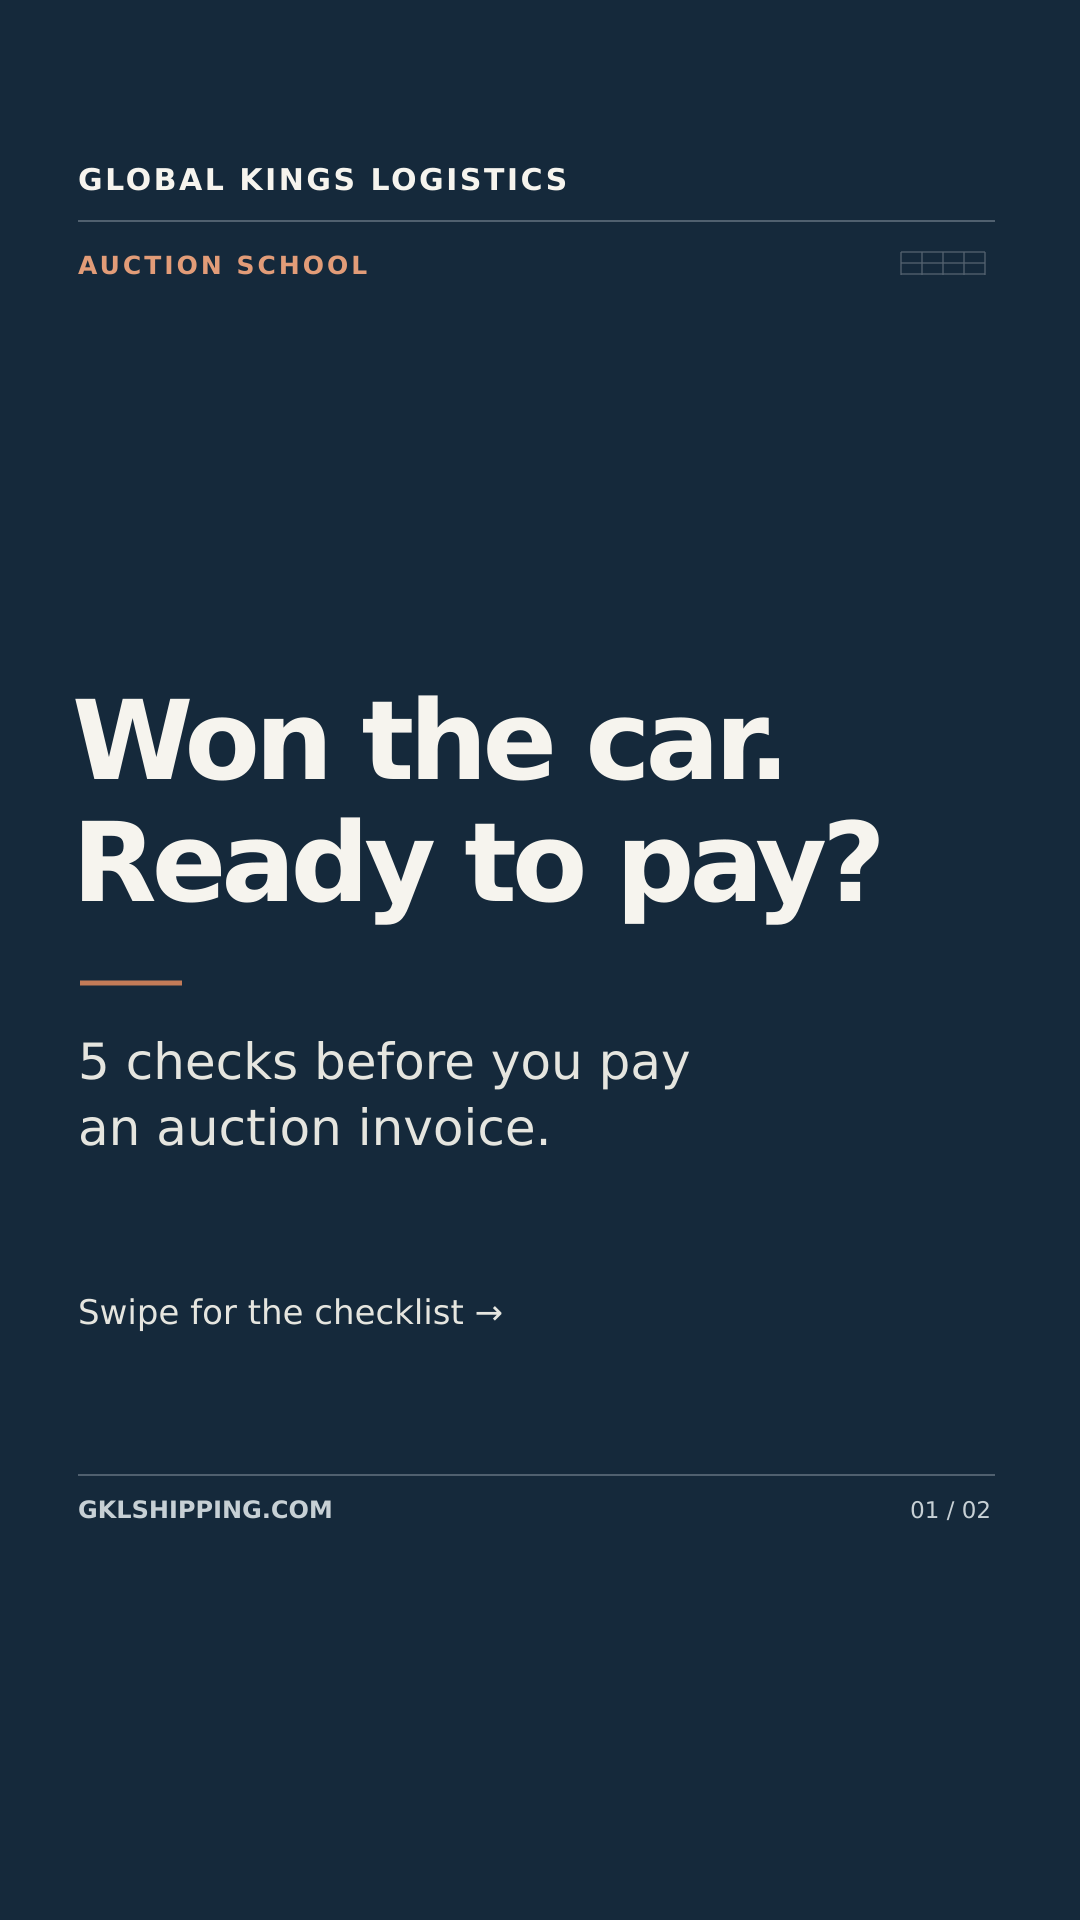 GLOBAL KINGS LOGISTICS
AUCTION SCHOOL
Won the car.
Ready to pay?
5 checks before you pay
an auction invoice.
Swipe for the checklist →
GKLSHIPPING.COM
01 / 02